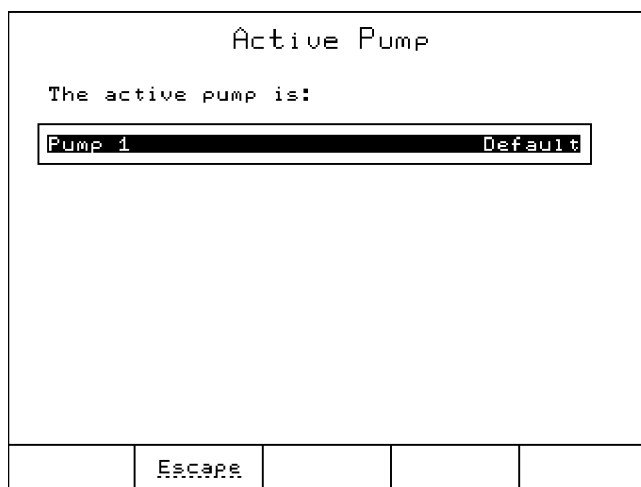 Active Pump
The active pump is:
Pump 1 Default
Escape